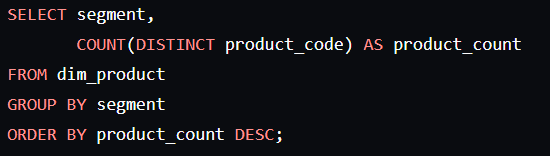 SELECT segment,
       COUNT(DISTINCT product_code) AS product_count
FROM dim_product
GROUP BY segment
ORDER BY product_count DESC;